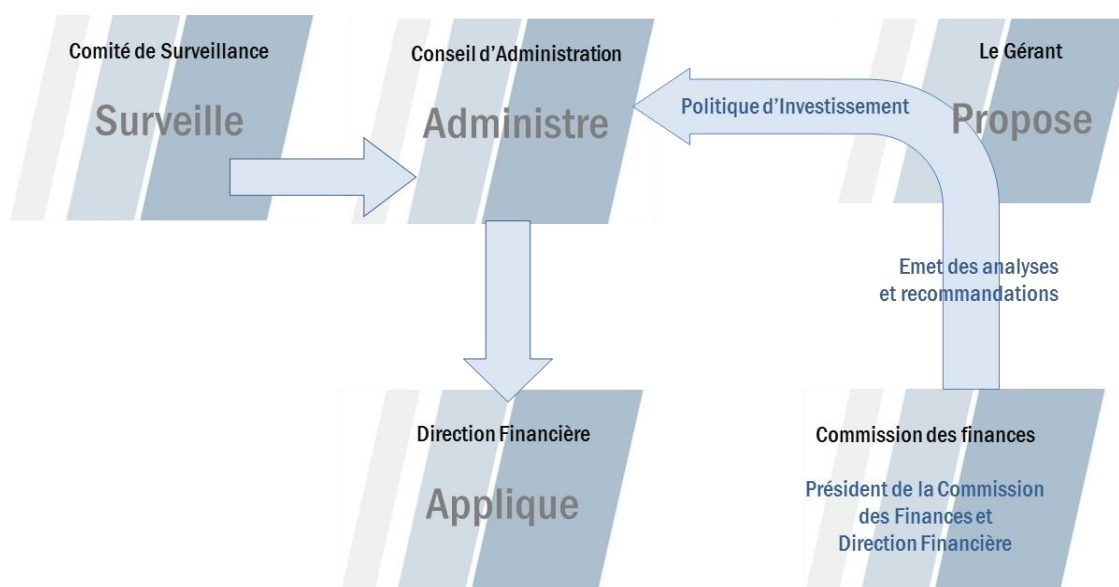 Comité de Surveillance
Surveille
Conseil d'Administration
Administre
Le Gérant
Propose
Politique d'Investissement
Emet des analyses
et recommandations
Direction Financière
Applique
Commission des finances
Président de la Commission
des Finances et
Direction Financière